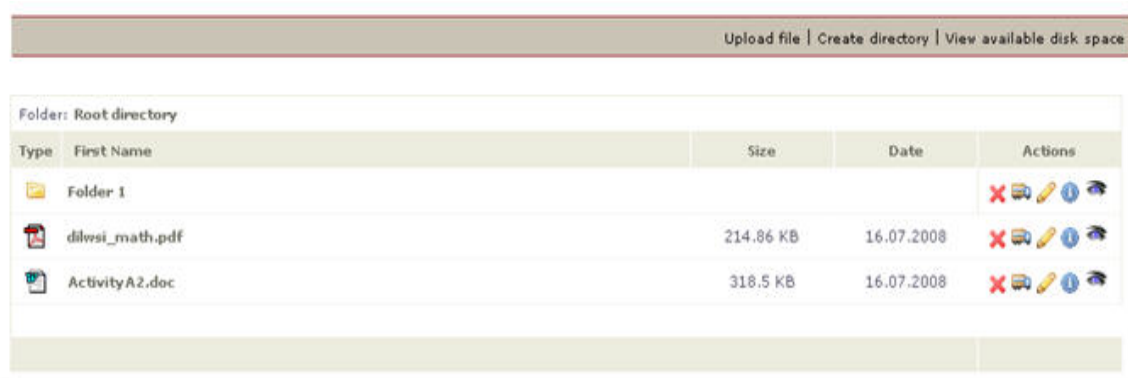 Upload file | Create directory | View available disk space
Folder: Root directory
Type First Name Size Date Actions
Folder 1
dilwsi_math.pdf 214.86 KB 16.07.2008
ActivityA2.doc 318.5 KB 16.07.2008